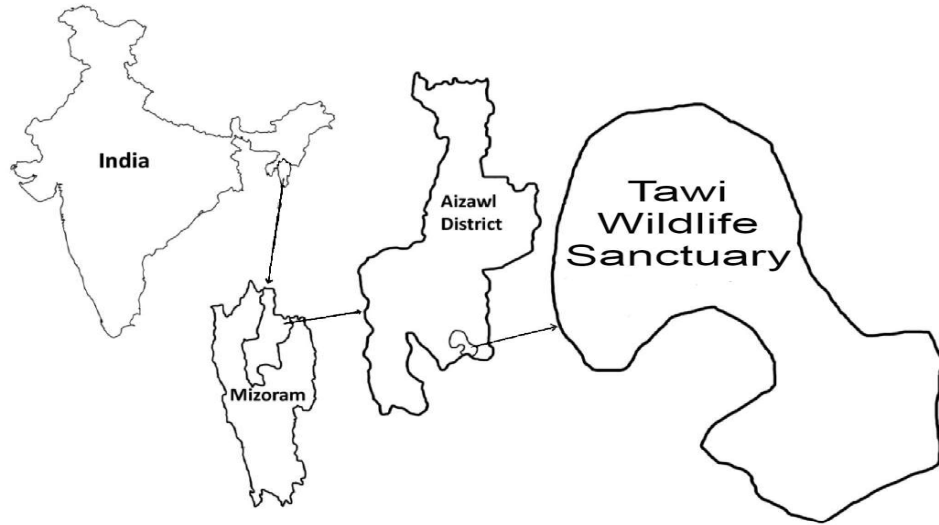 India
Mizoram
Aizawl
District
Tawi
Wildlife
Sanctuary